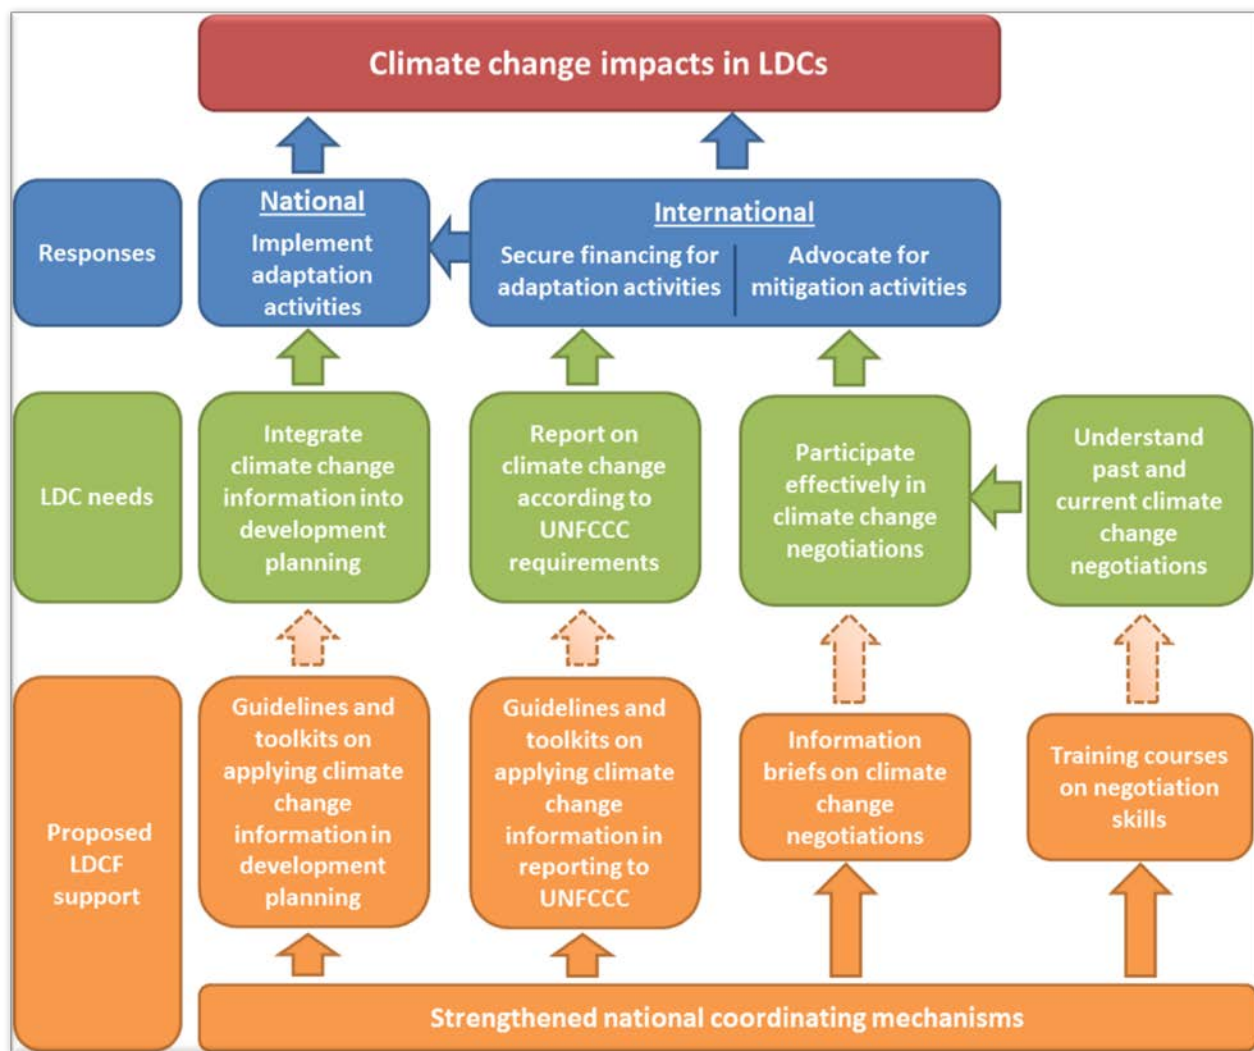 Climate change impacts in LDCs
Responses
National
Implement
adaptation
activities
International
Secure financing for
adaptation activities
Advocate for
mitigation activities
LDC needs
Integrate
climate change
information into
development
planning
Report on
climate change
according to
UNFCCC
requirements
Participate
effectively in
climate change
negotiations
Understand
past and
current climate
change
negotiations
Proposed
LDCF
support
Guidelines and
toolkits on
applying climate
change
information in
development
planning
Guidelines and
toolkits on
applying climate
change
information in
reporting to
UNFCCC
Information
briefs on climate
change
negotiations
Training courses
on negotiation
skills
Strengthened national coordinating mechanisms